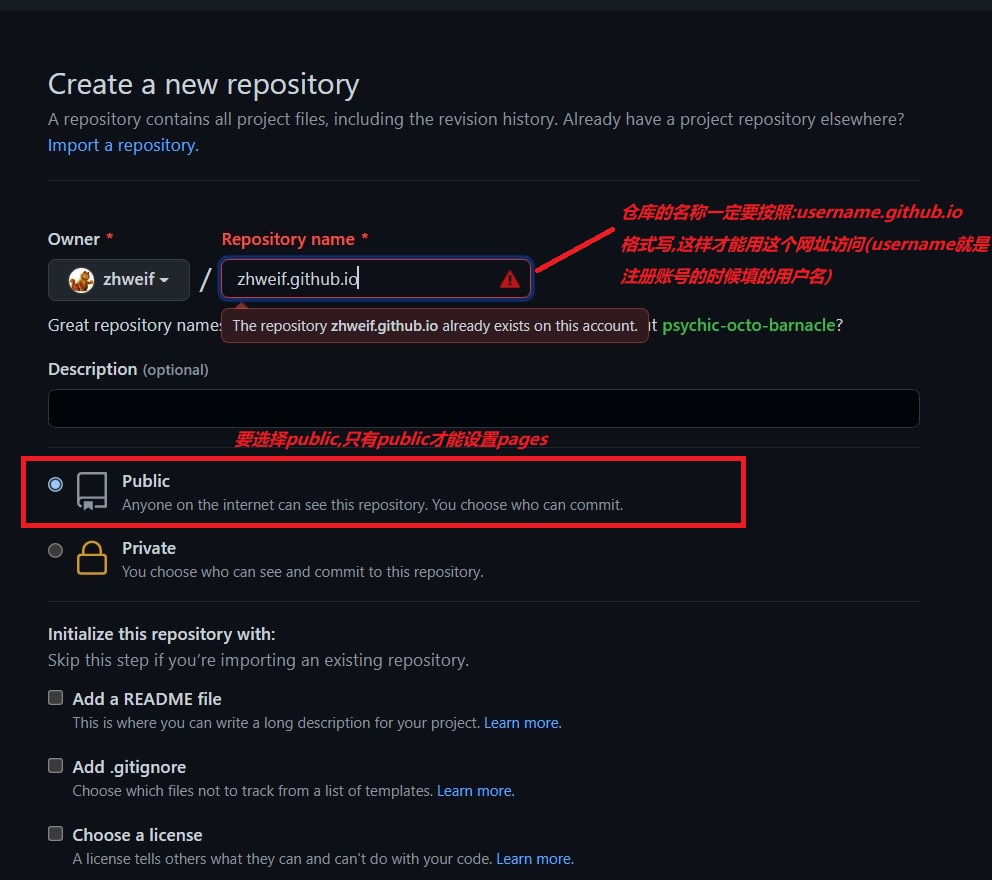 Create a new repository
A repository contains all project files, including the revision history. Already have a project repository elsewhere?
Import a repository.
仓库的名称一定要按照:username.github.io
格式写,这样才能用这个网址访问(username就是
注册账号的时候填的用户名)
Owner *
Repository name *
zhweif / zhweif.github.io
Great repository names
The repository zhweif.github.io already exists on this account.
psychic-octo-barnacle?
Description (optional)
要选择public,只有public才能设置pages
Public
Anyone on the internet can see this repository. You choose who can commit.
Private
You choose who can see and commit to this repository.
Initialize this repository with:
Skip this step if you’re importing an existing repository.
Add a README file
This is where you can write a long description for your project. Learn more.
Add .gitignore
Choose which files not to track from a list of templates. Learn more.
Choose a license
A license tells others what they can and can't do with your code. Learn more.